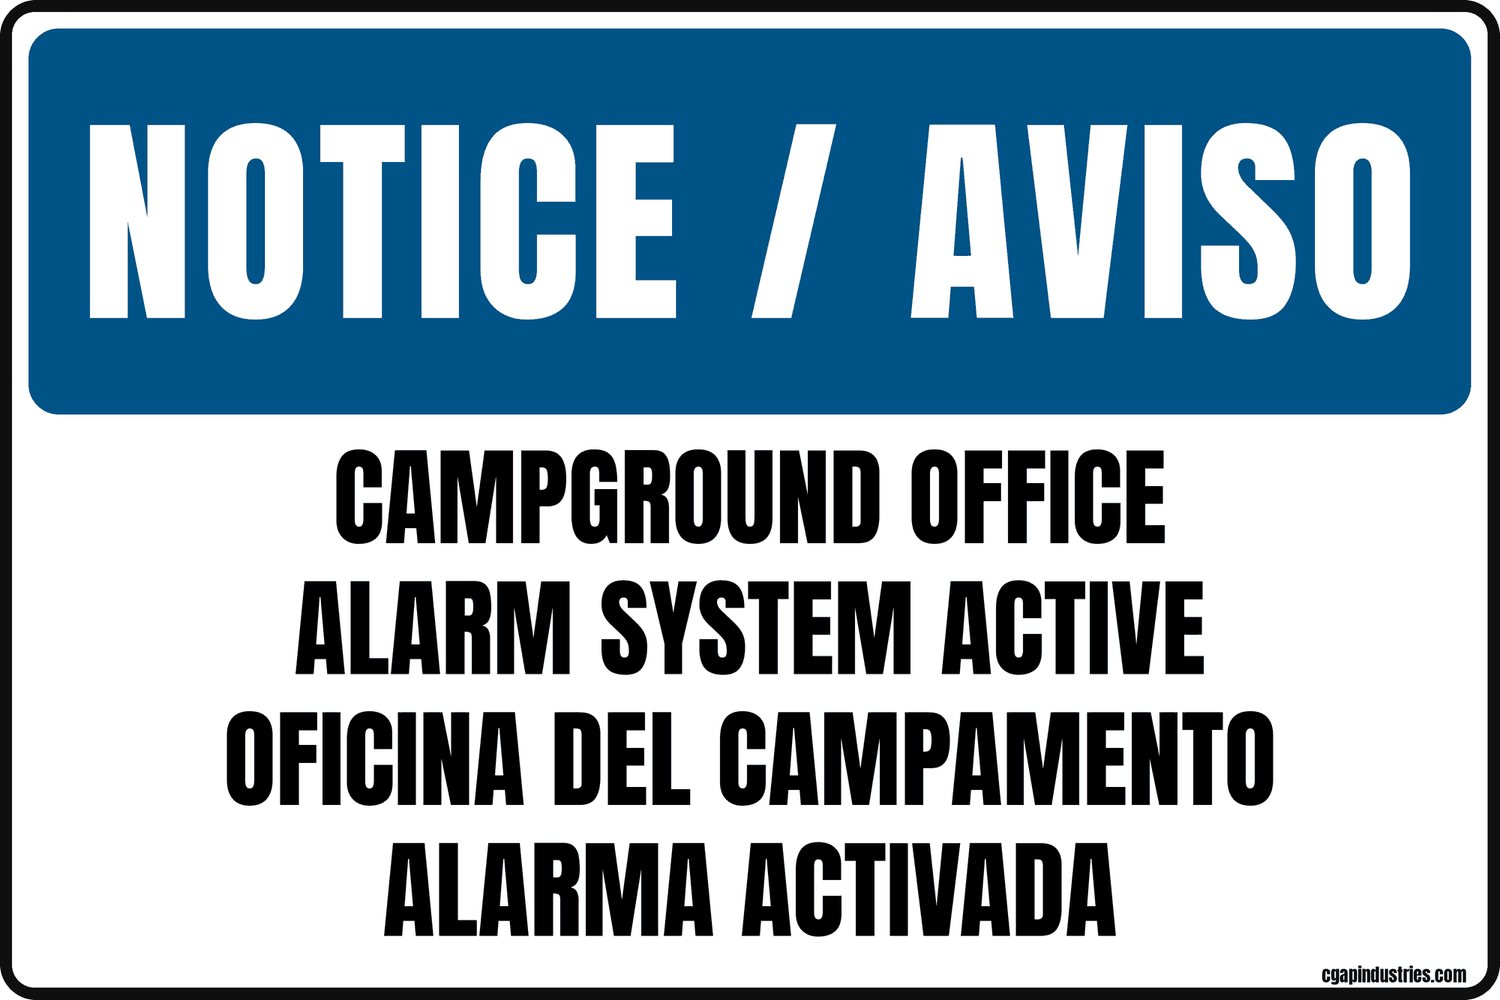 NOTICE / AVISO
CAMPGROUND OFFICE
ALARM SYSTEM ACTIVE
OFICINA DEL CAMPAMENTO
ALARMA ACTIVADA
cgapindustries.com